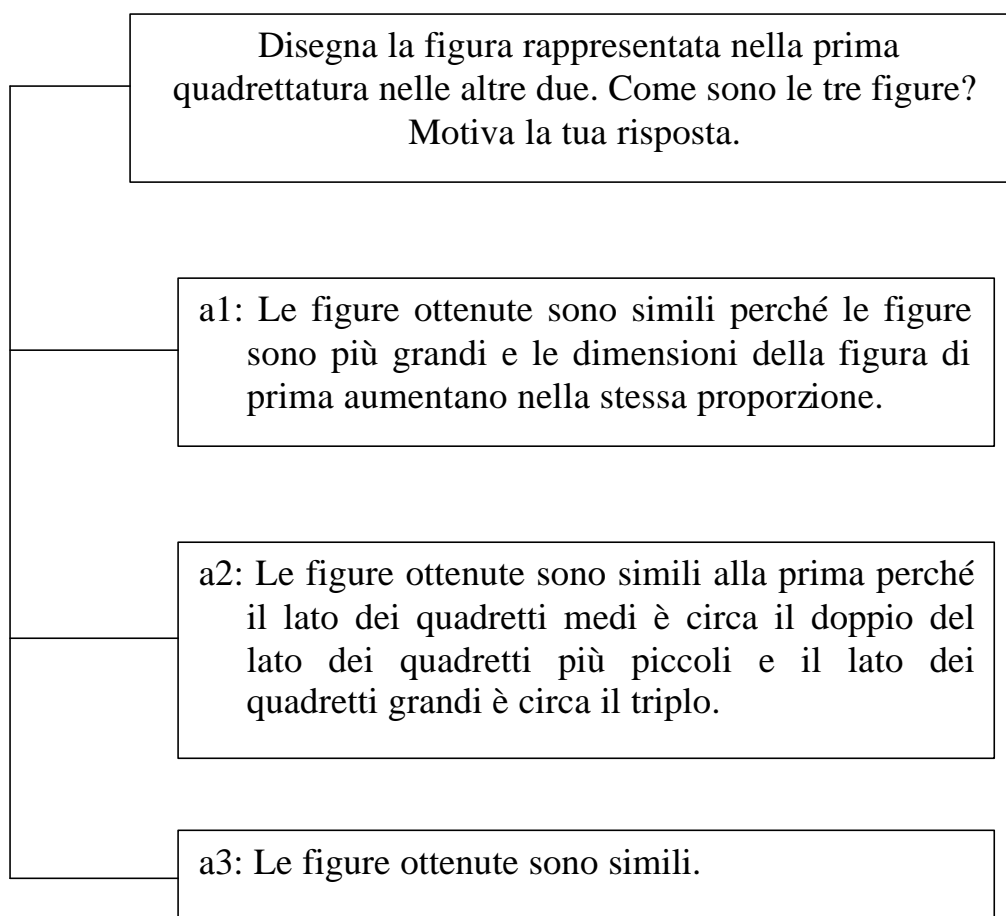 Disegna la figura rappresentata nella prima
quadrettatura nelle altre due. Come sono le tre figure?
Motiva la tua risposta.
a1: Le figure ottenute sono simili perché le figure
sono più grandi e le dimensioni della figura di
prima aumentano nella stessa proporzione.
a2: Le figure ottenute sono simili alla prima perché
il lato dei quadretti medi è circa il doppio del
lato dei quadretti più piccoli e il lato dei
quadretti grandi è circa il triplo.
a3: Le figure ottenute sono simili.